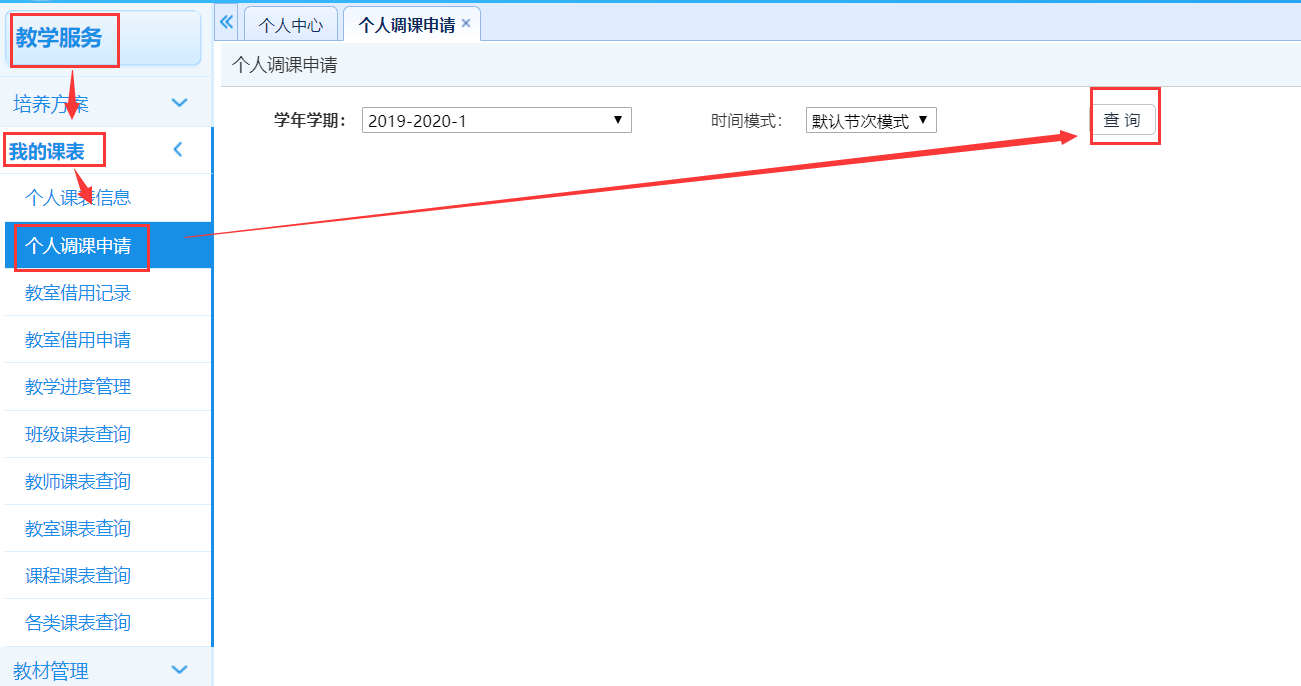 教学服务
培养方案
我的课表
个人课表信息
个人调课申请
教室借用记录
教室借用申请
教学进度管理
班级课表查询
教师课表查询
教室课表查询
课程课表查询
各类课表查询
教材管理
个人中心 个人调课申请
个人调课申请
学年学期： 2019-2020-1 时间模式： 默认节次模式 查 询